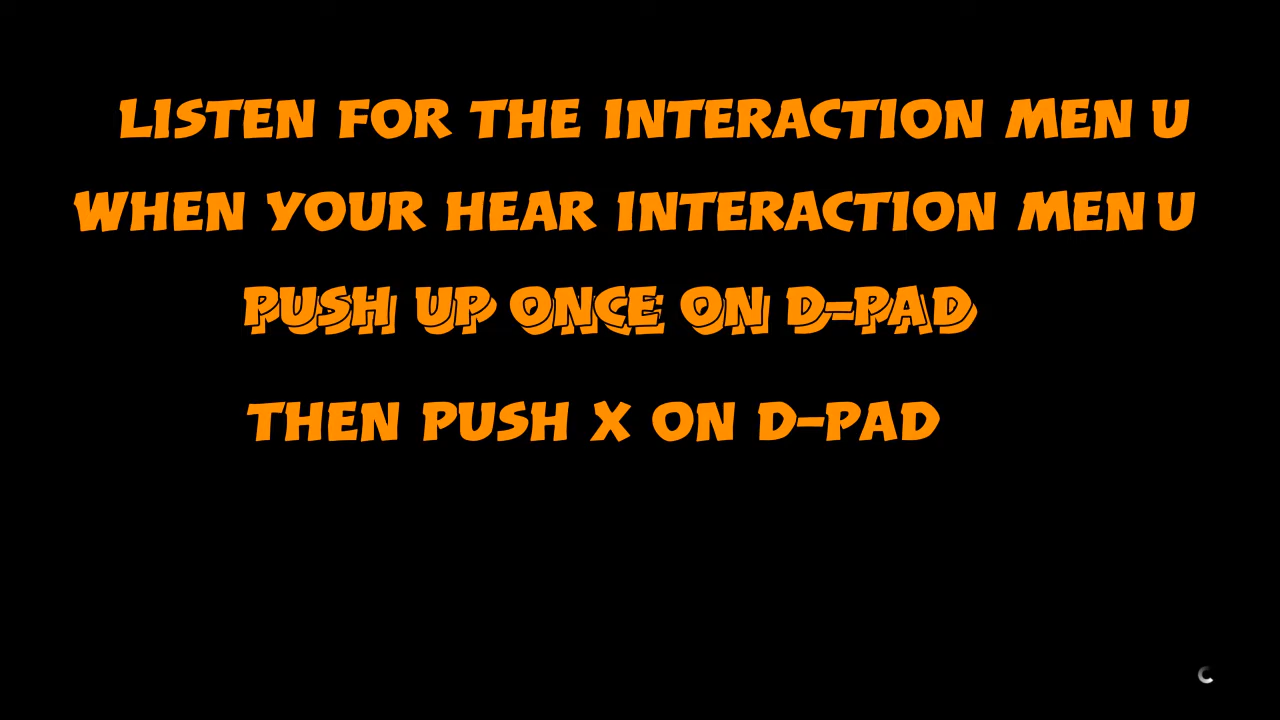 LISTEN FOR THE INTERACTION MEN U
WHEN YOUR HEAR INTERACTION MEN U
PUSH UP ONCE ON D-PAD
THEN PUSH X ON D-PAD